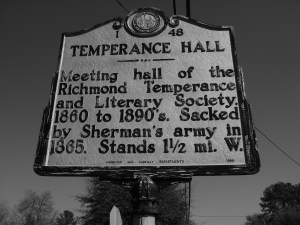 I 48
TEMPERANCE HALL
Meeting hall of the
Richmond Temperance
and Literary Society.
1860 to 1890's. Sacked
by Sherman's army in
1865. Stands 1½ mi. W.